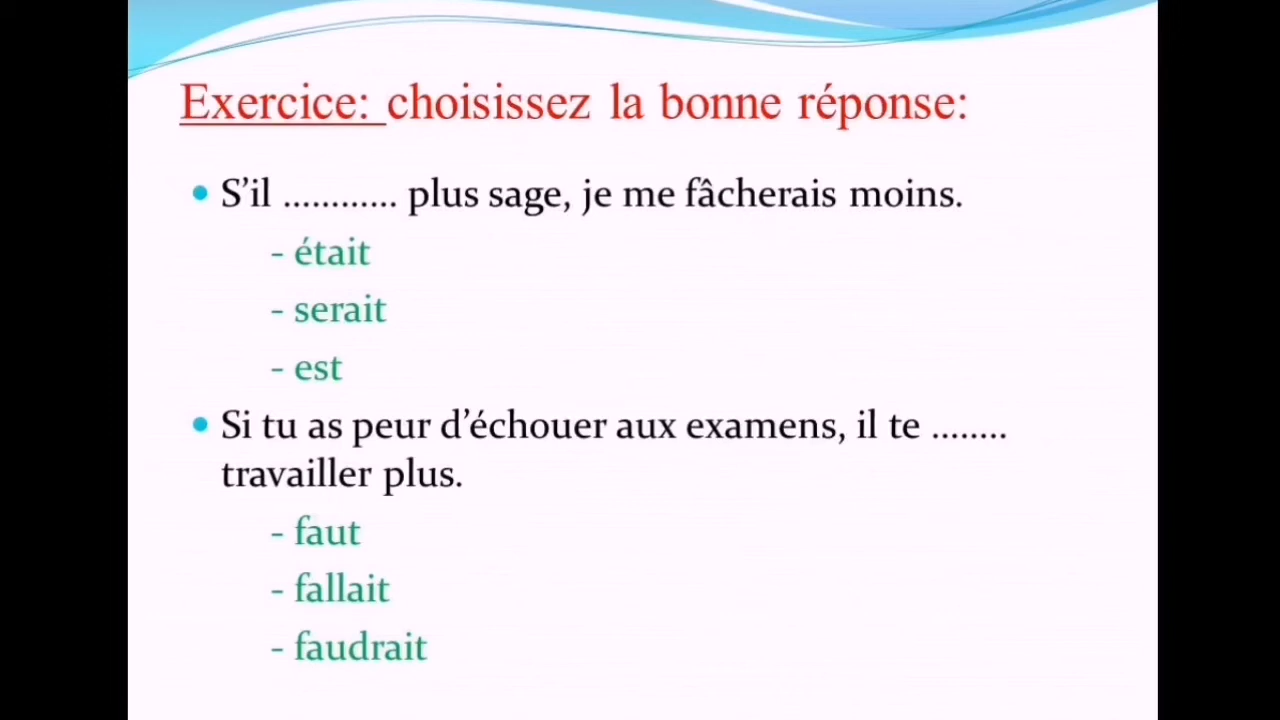 Exercice: choisissez la bonne réponse:
• S’il ............ plus sage, je me fâcherais moins.
- était
- serait
- est
• Si tu as peur d’échouer aux examens, il te ........
travailler plus.
- faut
- fallait
- faudrait